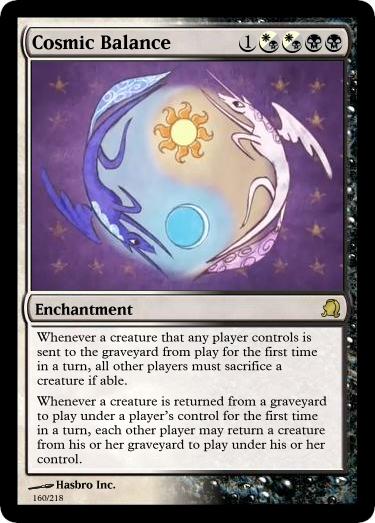 Cosmic Balance 1
Enchantment
Whenever a creature that any player controls is
sent to the graveyard from play for the first time
in a turn, all other players must sacrifice a
creature if able.
Whenever a creature is returned from a graveyard
to play under a player's control for the first time
in a turn, each other player may return a creature
from his or her graveyard to play under his or her
control.
Hasbro Inc.
160/218